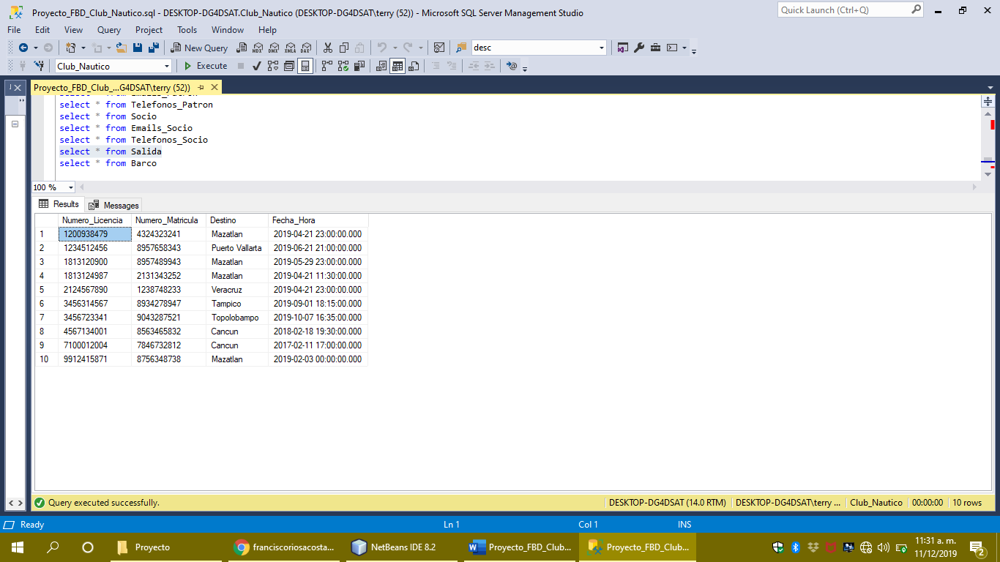 Proyecto_FBD_Club_Nautico.sql - DESKTOP-DG4DSAT.Club_Nautico (DESKTOP-DG4DSAT\terry (52)) - Microsoft SQL Server Management Studio
Quick Launch (Ctrl+Q)
File Edit View Query Project Tools Window Help
New Query MDX DMX XMLA DAX desc
Club_Nautico Execute
Proyecto_FBD_Club_...G4DSAT\terry (52))
select * from Emails_Patron
select * from Telefonos_Patron
select * from Socio
select * from Emails_Socio
select * from Telefonos_Socio
select * from Salida
select * from Barco
100 %
Results Messages
Numero_Licencia Numero_Matricula Destino Fecha_Hora
1 1200938479 4324323241 Mazatlan 2019-04-21 23:00:00.000
2 1234512456 8957658343 Puerto Vallarta 2019-06-21 21:00:00.000
3 1813120900 8957489943 Mazatlan 2019-05-29 23:00:00.000
4 1813124987 2131343252 Mazatlan 2019-04-21 11:30:00.000
5 2124567890 1238748233 Veracruz 2019-04-21 23:00:00.000
6 3456314567 8934278947 Tampico 2019-09-01 18:15:00.000
7 3456723341 9043287521 Topolobampo 2019-10-07 16:35:00.000
8 4567134001 8563465832 Cancun 2018-02-18 19:30:00.000
9 7100012004 7846732812 Cancun 2017-02-11 17:00:00.000
10 9912415871 8756348738 Mazatlan 2019-02-03 00:00:00.000
Query executed successfully. DESKTOP-DG4DSAT (14.0 RTM) DESKTOP-DG4DSAT\terry ... Club_Nautico 00:00:00 10 rows
Ready Ln 1 Col 1 INS
Proyecto franciscoriosacosta... NetBeans IDE 8.2 Proyecto_FBD_Club... Proyecto_FBD_Club... 11:31 a. m.
11/12/2019 2